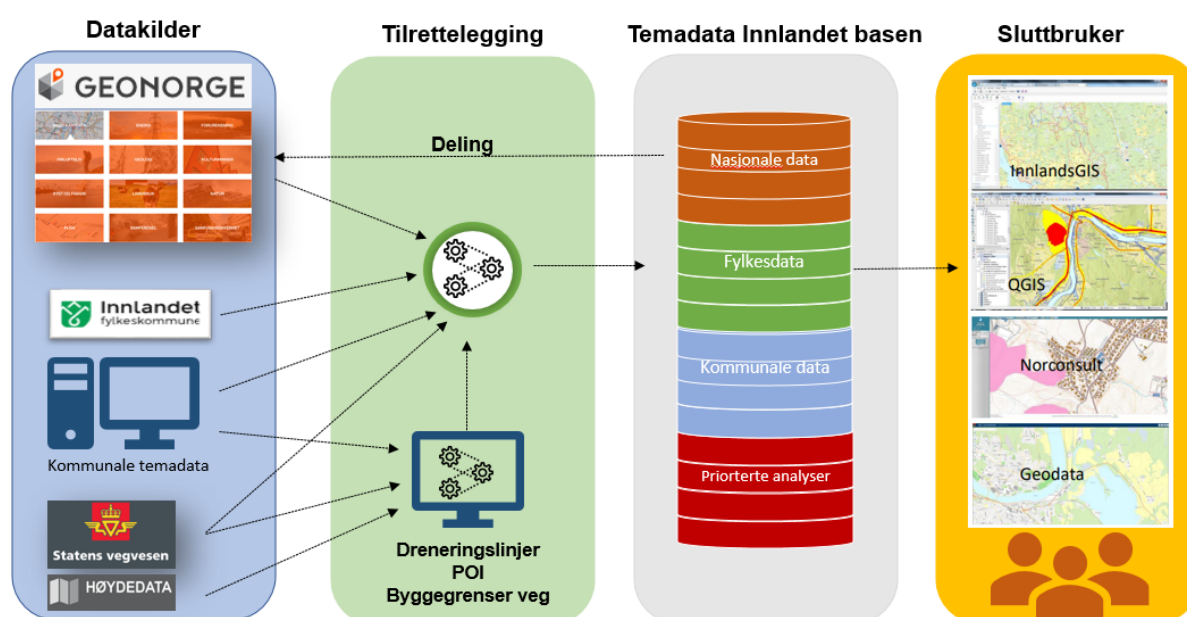 Datakilder
Tilrettelegging
Temadata Innlandet basen
Sluttbruker
GEONORGE
Innlandet
fylkeskommune
Kommunale temadata
Statens vegvesen
HØYDEDATA
Deling
Dreneringslinjer
POI
Byggegrenser veg
Nasjonale data
Fylkesdata
Kommunale data
Priorterte analyser
InnlandsGIS
QGIS
Norconsult
Geodata